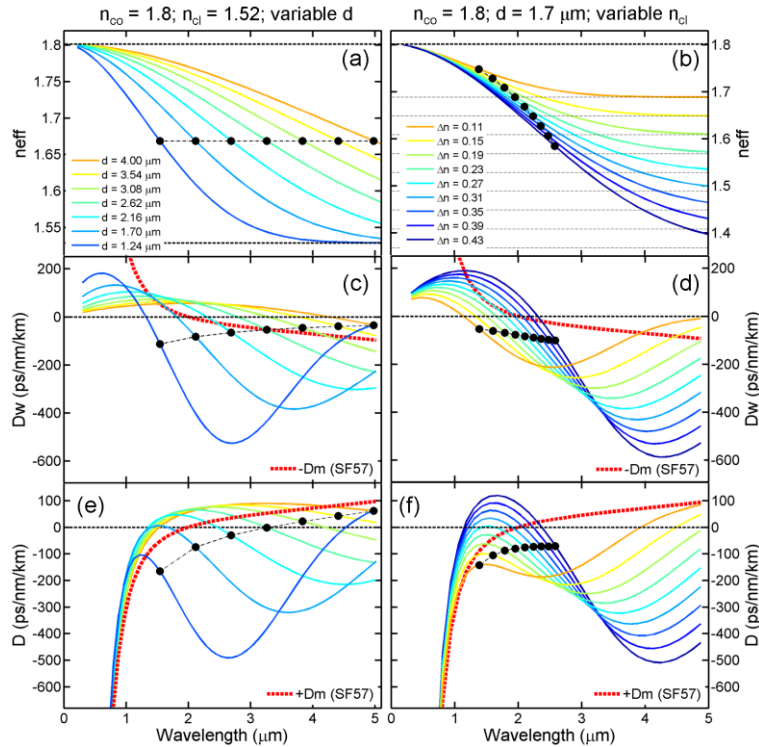 n_co = 1.8; n_cl = 1.52; variable d
n_co = 1.8; d = 1.7 μm; variable n_cl
(a)
1.8
1.75
1.7
1.65
1.6
1.55
neff
d = 4.00 μm
d = 3.54 μm
d = 3.08 μm
d = 2.62 μm
d = 2.16 μm
d = 1.70 μm
d = 1.24 μm
(b)
1.8
1.7
1.6
1.5
1.4
neff
Δn = 0.11
Δn = 0.15
Δn = 0.19
Δn = 0.23
Δn = 0.27
Δn = 0.31
Δn = 0.35
Δn = 0.39
Δn = 0.43
(c)
200
0
-200
-400
-600
Dw (ps/nm/km)
-Dm (SF57)
(d)
200
0
-200
-400
-600
Dw (ps/nm/km)
-Dm (SF57)
(e)
100
0
-100
-200
-300
-400
-500
-600
D (ps/nm/km)
+Dm (SF57)
0 1 2 3 4 5
Wavelength (μm)
(f)
100
0
-100
-200
-300
-400
-500
-600
D (ps/nm/km)
+Dm (SF57)
1 2 3 4 5
Wavelength (μm)